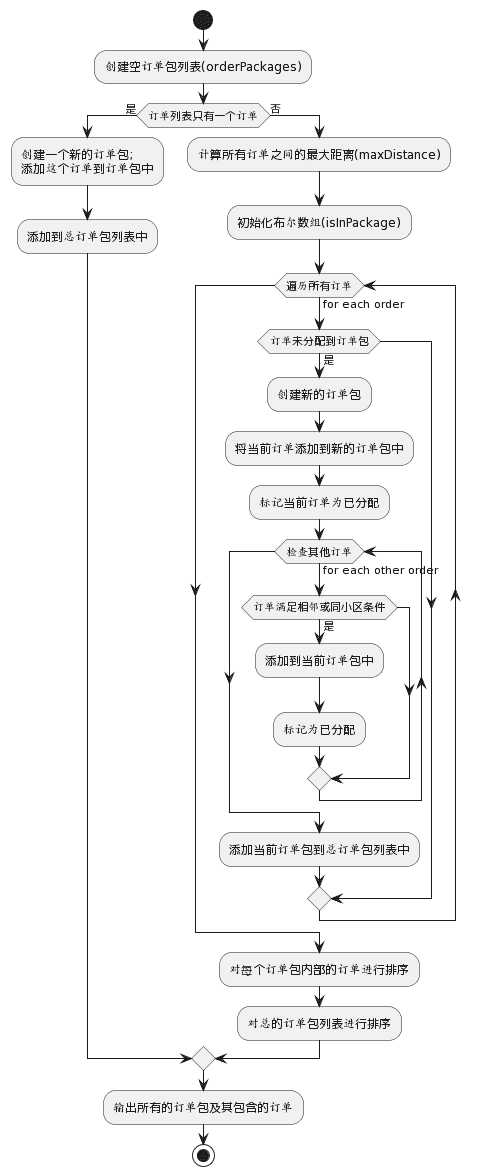 创建空订单包列表(orderPackages)
是
订单列表只有一个订单
否
创建一个新的订单包;
添加这个订单到订单包中
添加到总订单包列表中
计算所有订单之间的最大距离(maxDistance)
初始化布尔数组(isInPackage)
遍历所有订单
for each order
订单未分配到订单包
是
创建新的订单包
将当前订单添加到新的订单包中
标记当前订单为已分配
检查其他订单
for each other order
订单满足相邻或同小区条件
是
添加到当前订单包中
标记为已分配
添加当前订单包到总订单包列表中
对每个订单包内部的订单进行排序
对总的订单包列表进行排序
输出所有的订单包及其包含的订单